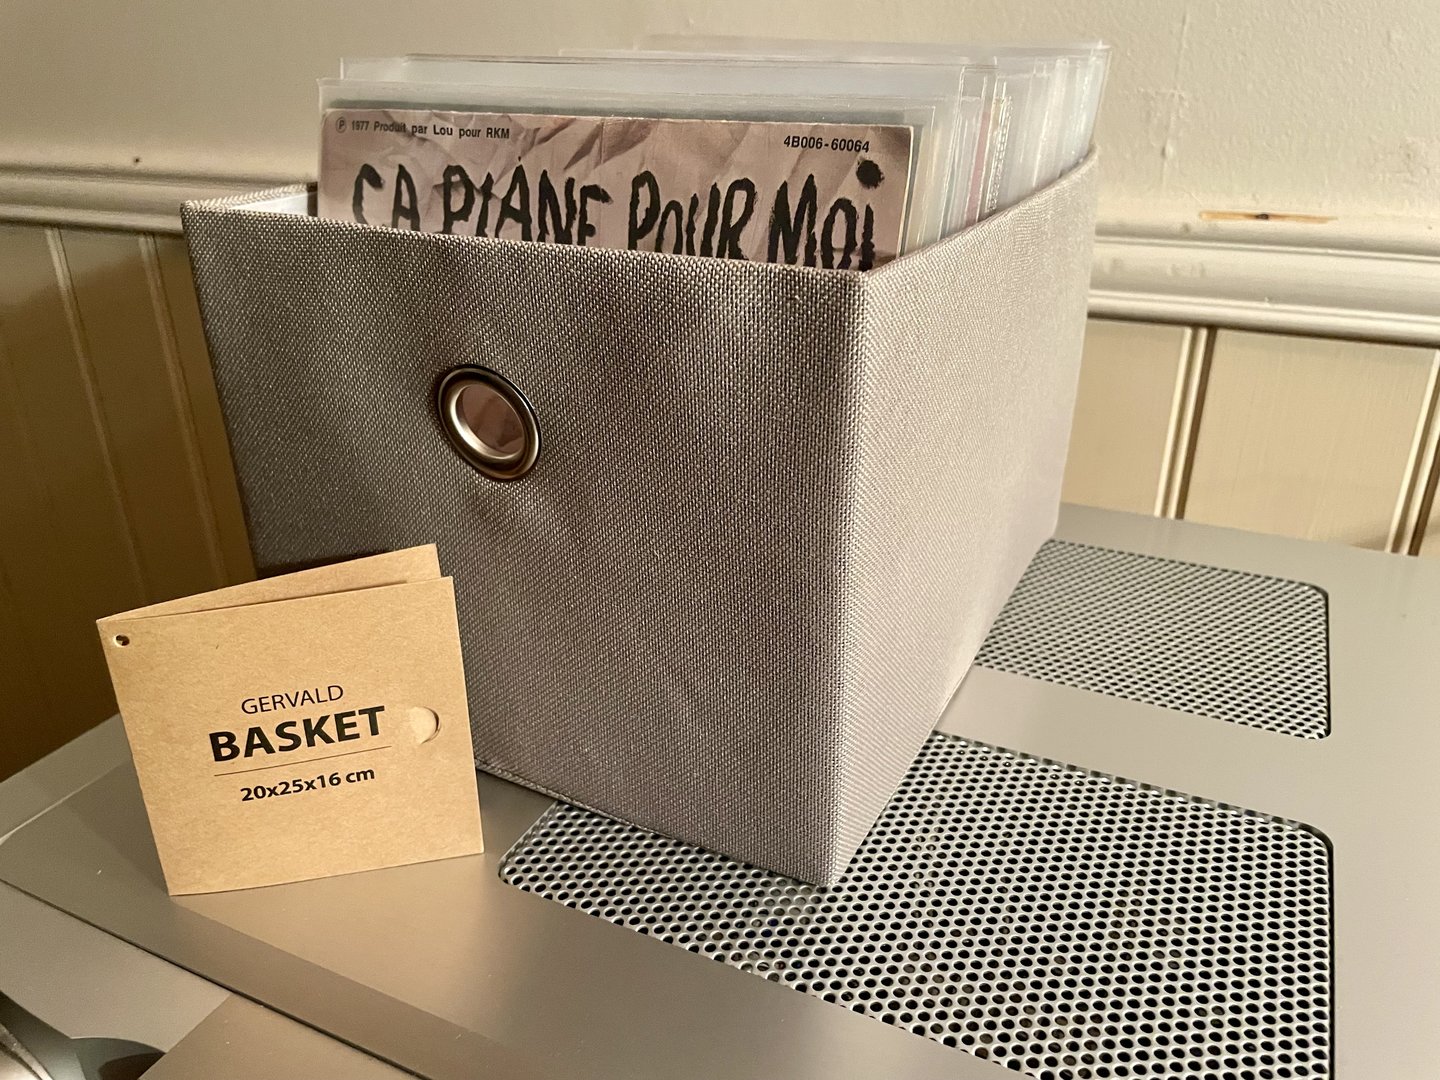 ℗ 1977 Produit par Lou pour RKM
4B006-60064
ÇA PLANE POUR MOI
GERVALD
BASKET
20x25x16 cm